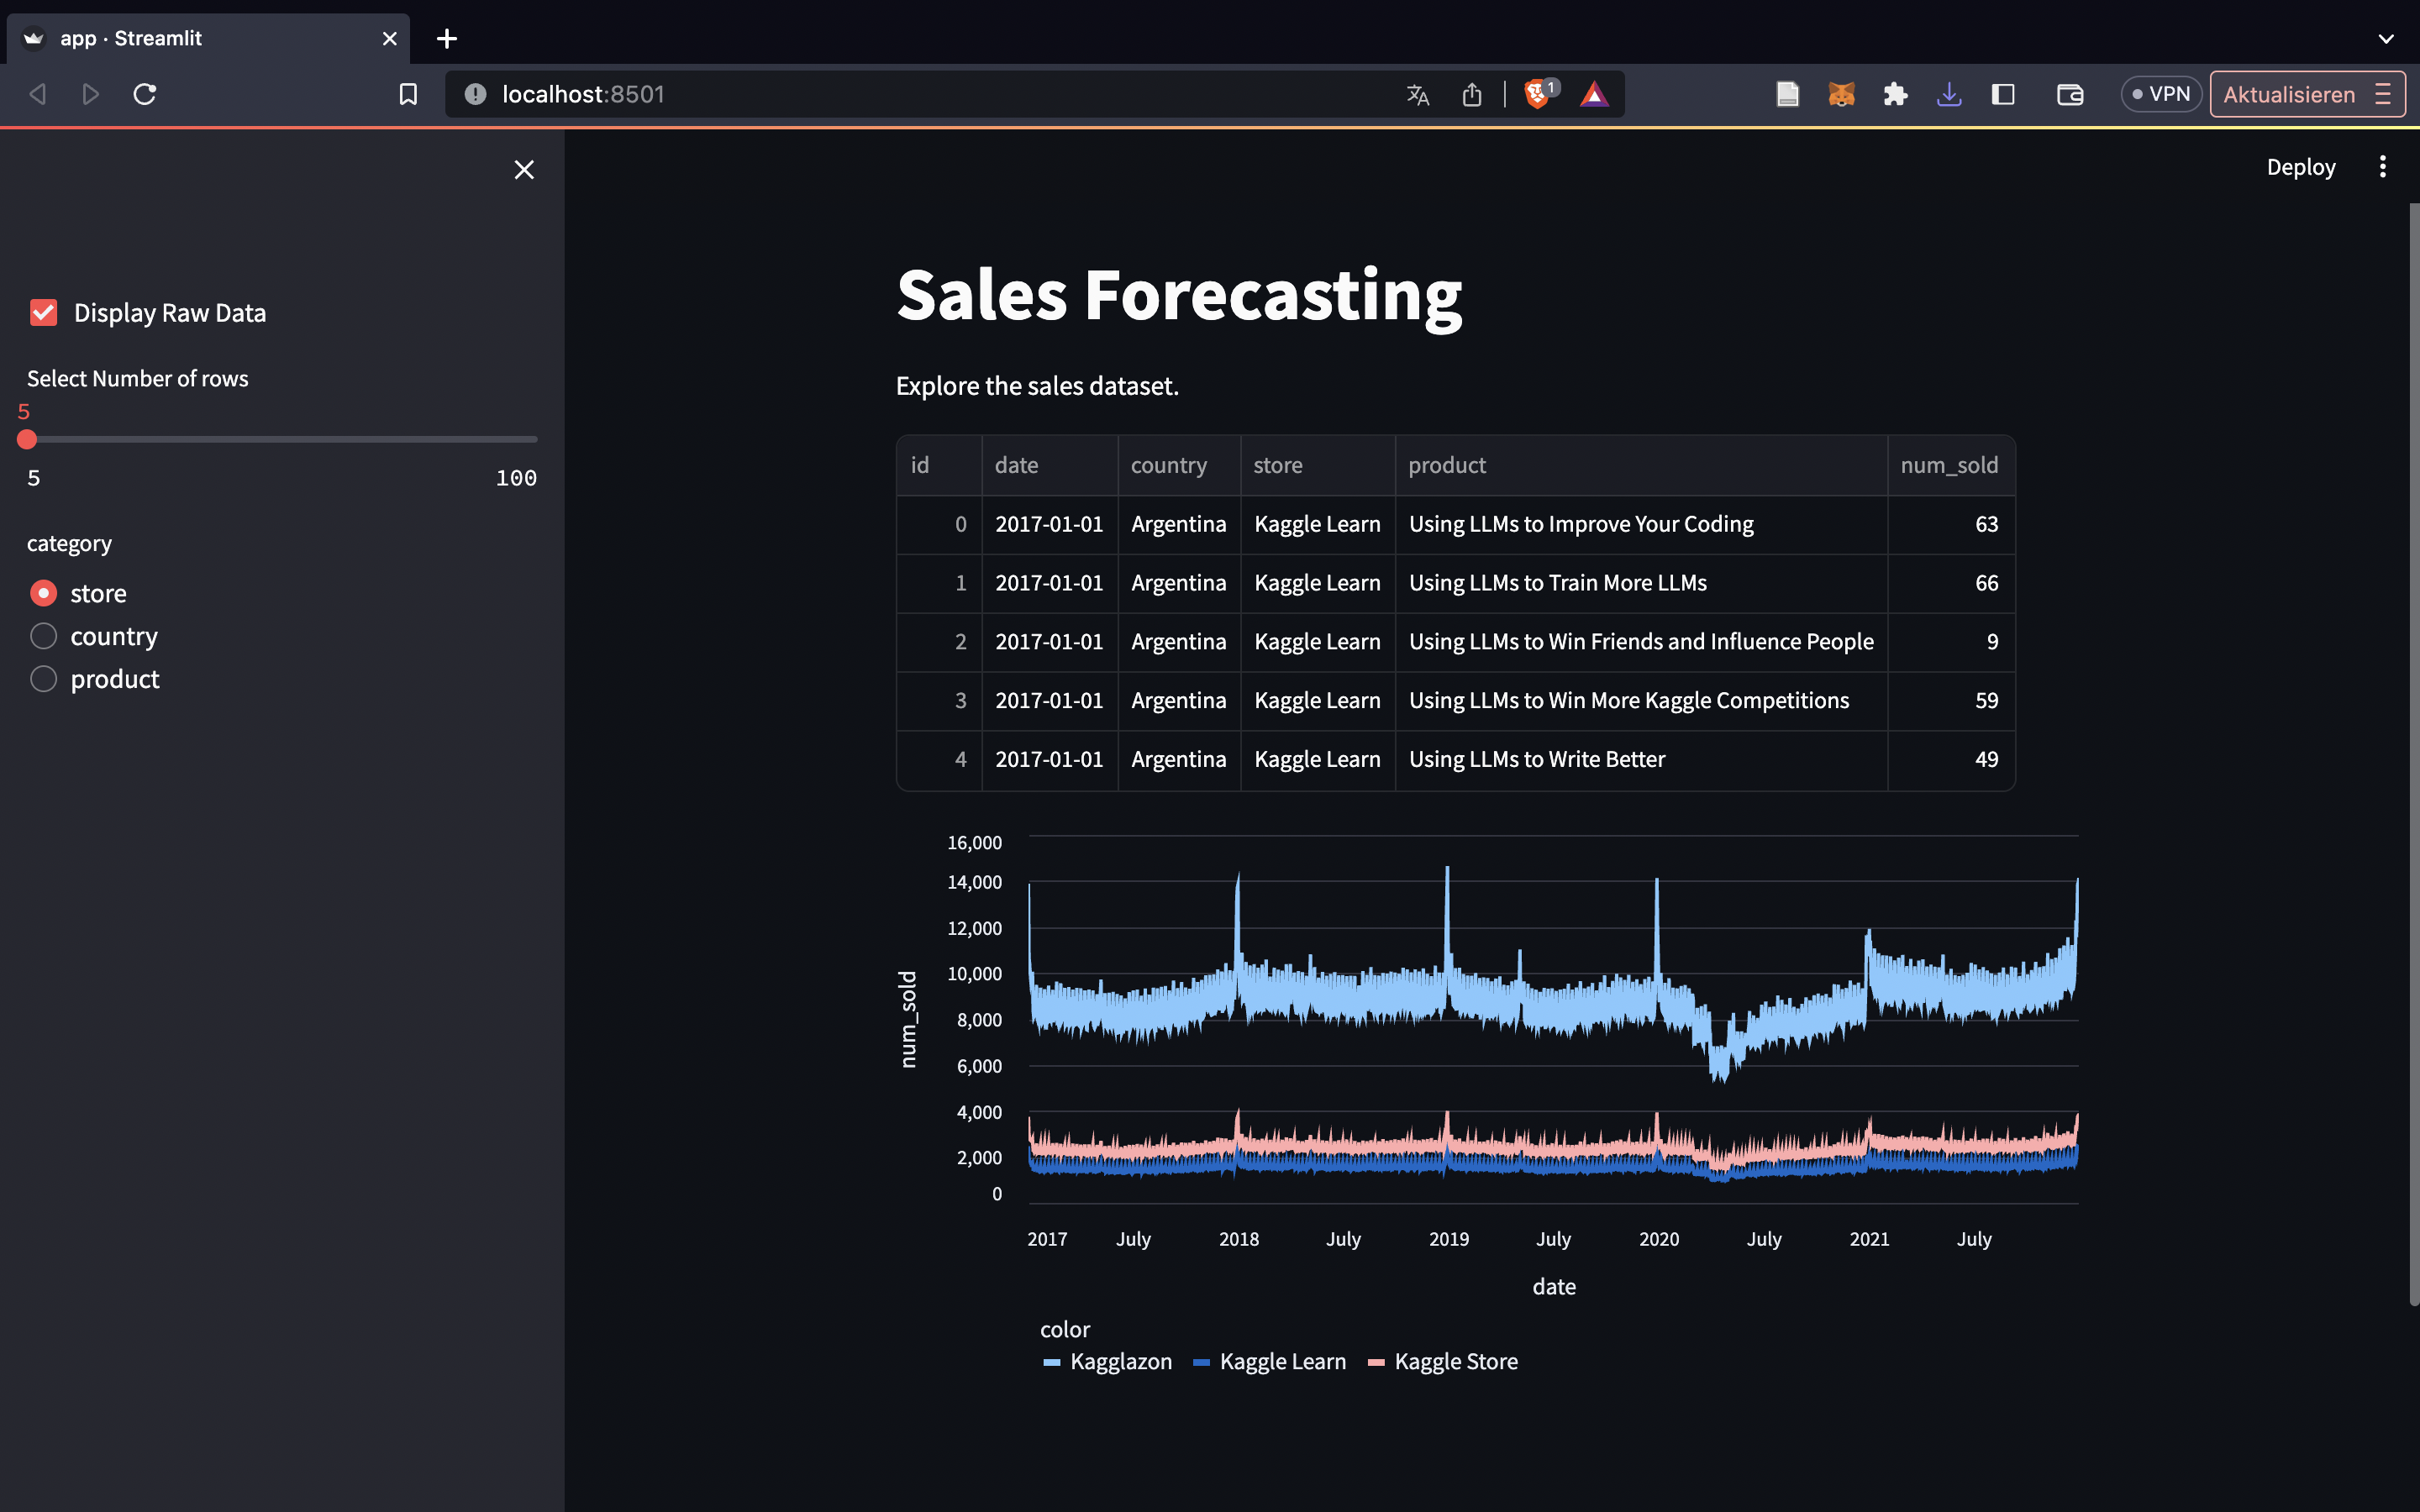 app · Streamlit
localhost:8501
1
VPN
Aktualisieren
Deploy
Display Raw Data
Select Number of rows
5
5 100
category
store
country
product
Sales Forecasting
Explore the sales dataset.
id date country store product num_sold
0 2017-01-01 Argentina Kaggle Learn Using LLMs to Improve Your Coding 63
1 2017-01-01 Argentina Kaggle Learn Using LLMs to Train More LLMs 66
2 2017-01-01 Argentina Kaggle Learn Using LLMs to Win Friends and Influence People 9
3 2017-01-01 Argentina Kaggle Learn Using LLMs to Win More Kaggle Competitions 59
4 2017-01-01 Argentina Kaggle Learn Using LLMs to Write Better 49
16,000
14,000
12,000
10,000
8,000
6,000
4,000
2,000
0
num_sold
2017 July 2018 July 2019 July 2020 July 2021 July
date
color
Kagglazon Kaggle Learn Kaggle Store